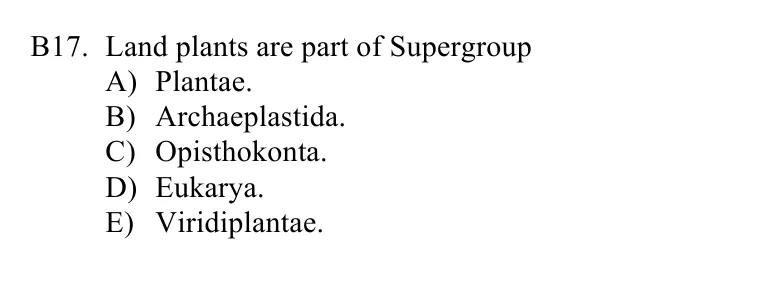 B17. Land plants are part of Supergroup
A) Plantae.
B) Archaeplastida.
C) Opisthokonta.
D) Eukarya.
E) Viridiplantae.